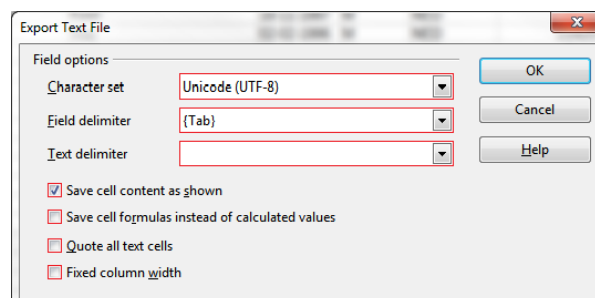 Export Text File
Field options
Character set Unicode (UTF-8)
Field delimiter {Tab}
Text delimiter
Save cell content as shown
Save cell formulas instead of calculated values
Quote all text cells
Fixed column width
OK
Cancel
Help